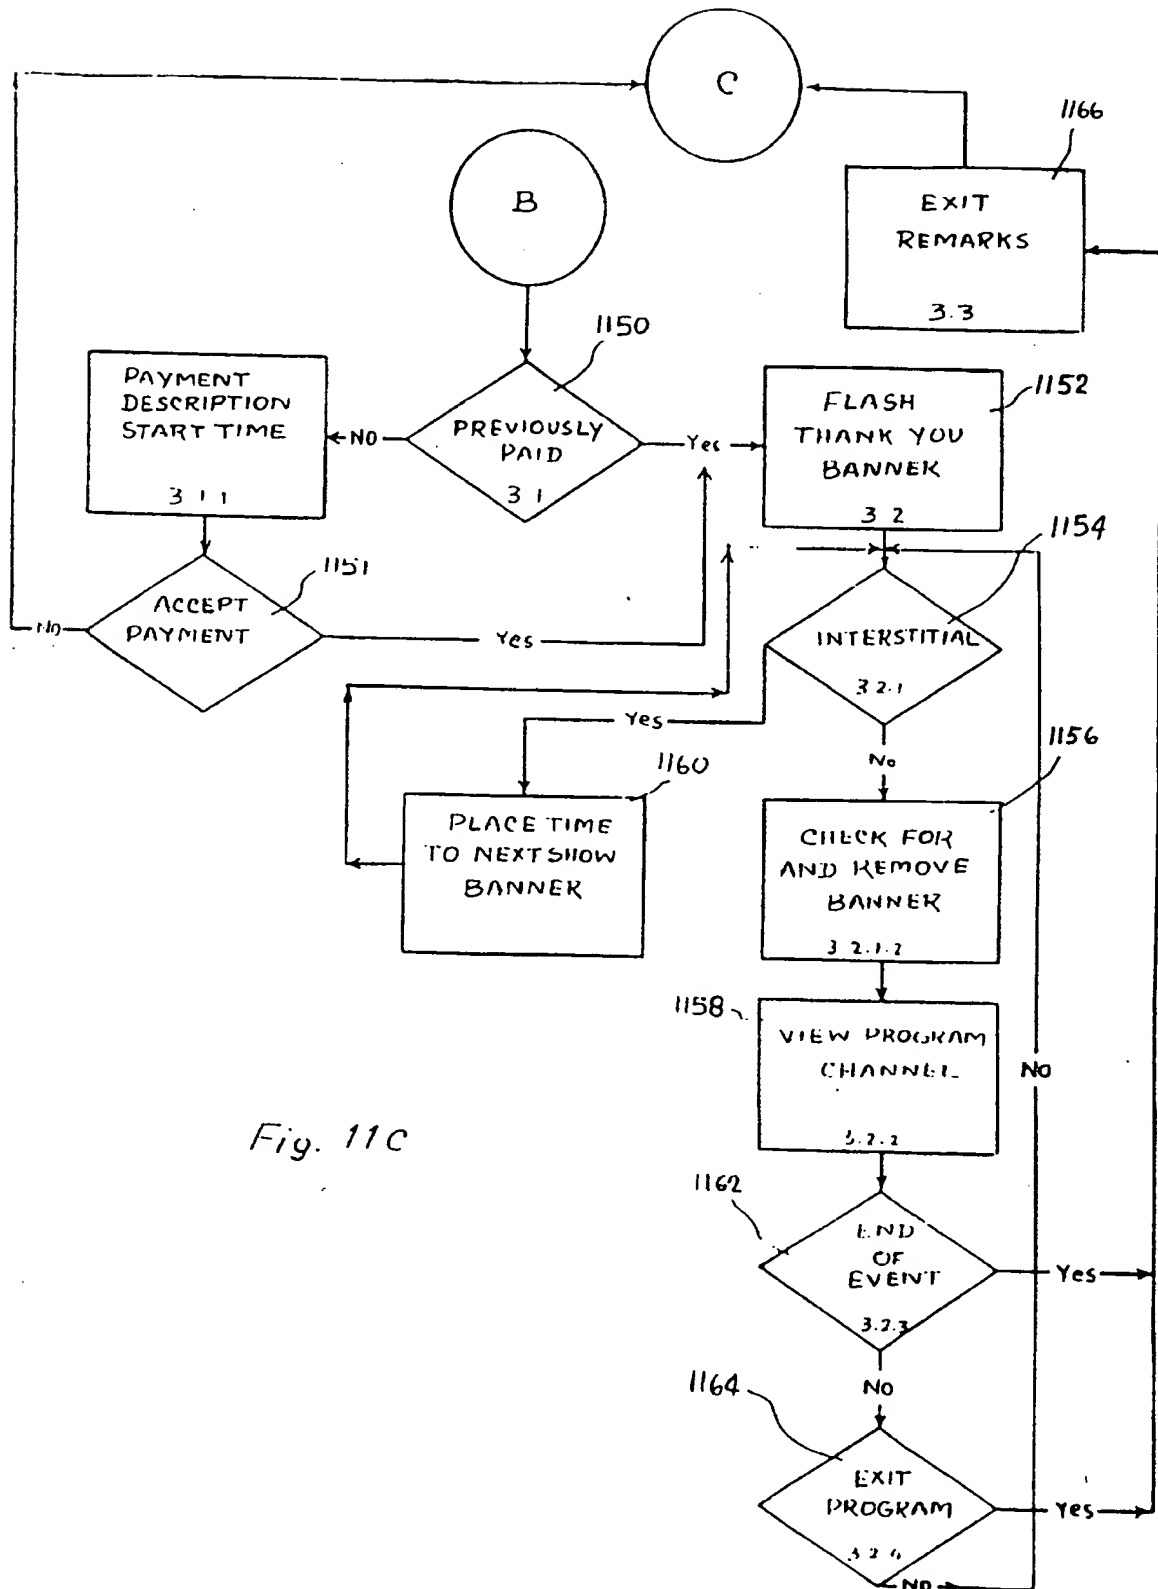 C
1166
EXIT
REMARKS
3.3
B
1150
PREVIOUSLY
PAID
3 1
PAYMENT
DESCRIPTION
START TIME
3 1 1
NO
Yes
1152
FLASH
THANK YOU
BANNER
3 2
1151
ACCEPT
PAYMENT
No
Yes
1154
INTERSTITIAL
3 2.1
Yes
No
1160
PLACE TIME
TO NEXT SHOW
BANNER
1156
CHECK FOR
AND REMOVE
BANNER
3 2.1.2
1158
VIEW PROGRAM
CHANNEL
3.2.2
NO
Fig. 11C
1162
END
OF
EVENT
3.2.3
Yes
NO
1164
EXIT
PROGRAM
3 2 4
Yes
NO